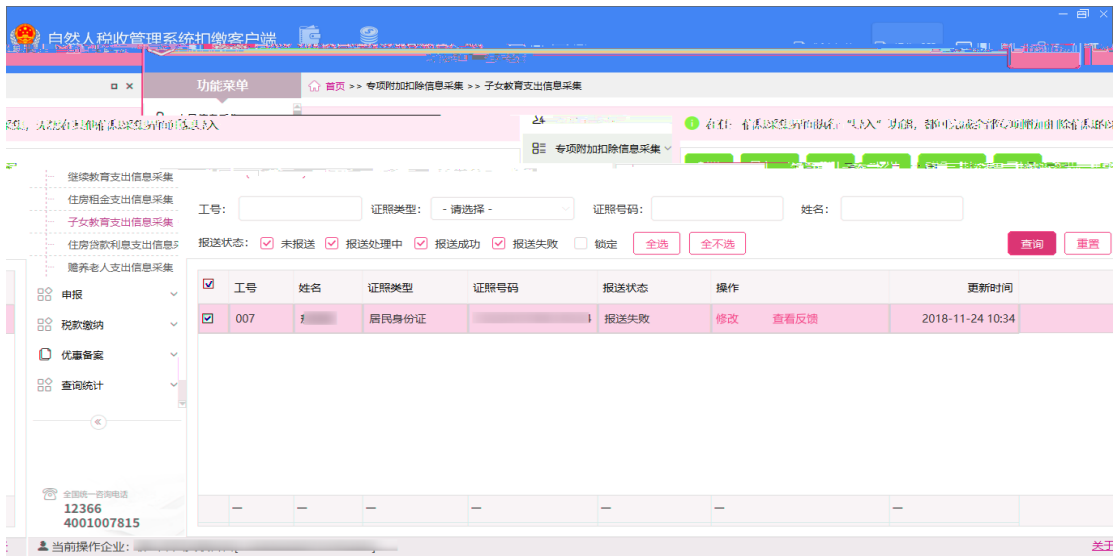 自然人税收管理系统扣缴客户端
功能菜单
首页 >> 专项附加扣除信息采集 >> 子女教育支出信息采集
专项附加扣除信息采集
继续教育支出信息采集
住房租金支出信息采集
子女教育支出信息采集
住房贷款利息支出信息
赡养老人支出信息采集
申报
税款缴纳
优惠备案
查询统计
全国统一咨询电话
12366
4001007815
工号: 证照类型: - 请选择 - 证照号码: 姓名:
报送状态: 未报送 报送处理中 报送成功 报送失败 锁定 全选 全不选 查询 重置
工号 姓名 证照类型 证照号码 报送状态 操作 更新时间
007 居民身份证 报送失败 修改 查看反馈 2018-11-24 10:34
— — — — — — —
当前操作企业: 关于